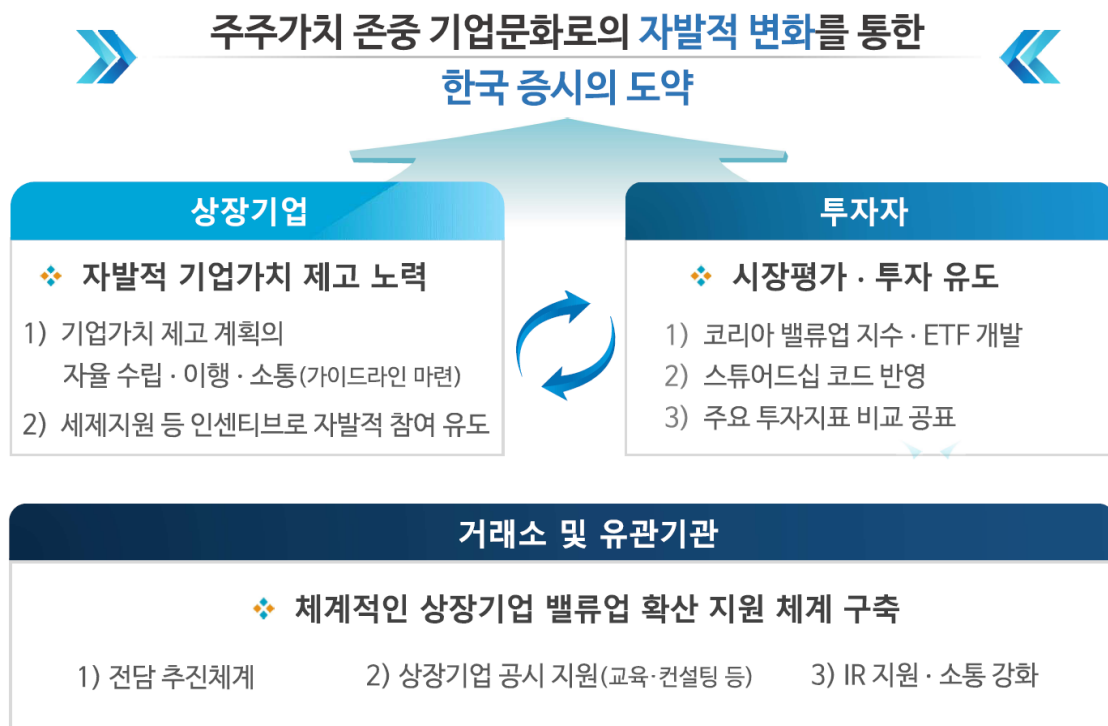 주주가치 존중 기업문화로의 자발적 변화를 통한
한국 증시의 도약
상장기업
자발적 기업가치 제고 노력
1) 기업가치 제고 계획의
자율 수립 · 이행 · 소통(가이드라인 마련)
2) 세제지원 등 인센티브로 자발적 참여 유도
투자자
시장평가 · 투자 유도
1) 코리아 밸류업 지수 · ETF 개발
2) 스튜어드십 코드 반영
3) 주요 투자지표 비교 공표
거래소 및 유관기관
체계적인 상장기업 밸류업 확산 지원 체계 구축
1) 전담 추진체계
2) 상장기업 공시 지원(교육·컨설팅 등)
3) IR 지원 · 소통 강화